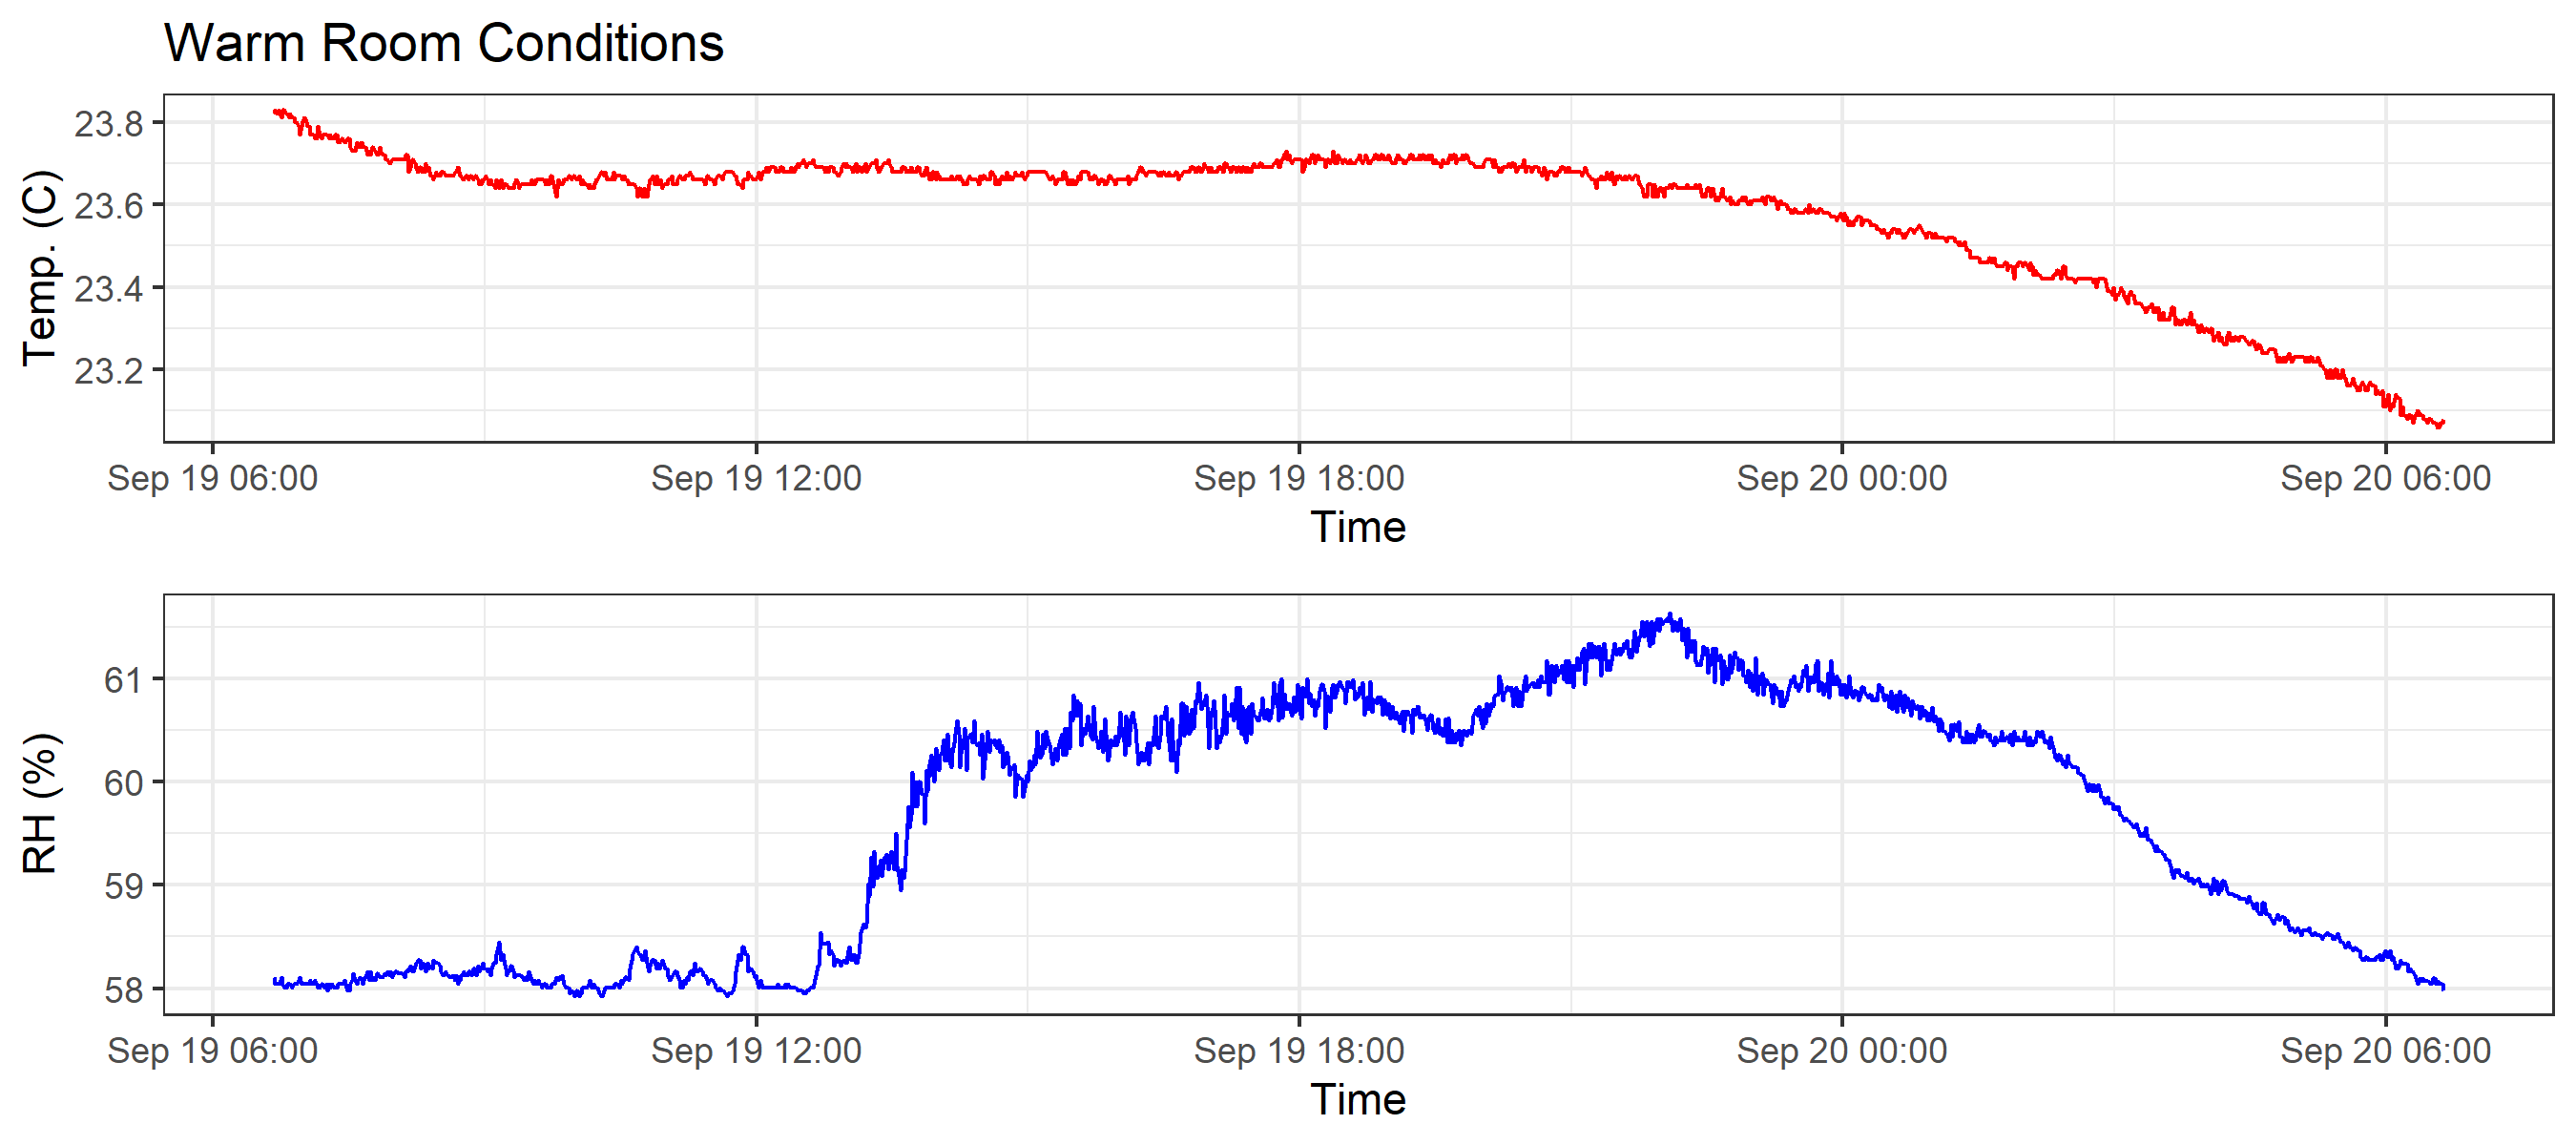 Warm Room Conditions
Temp. (C)
23.8
23.6
23.4
23.2
Sep 19 06:00 Sep 19 12:00 Sep 19 18:00 Sep 20 00:00 Sep 20 06:00
Time
RH (%)
61
60
59
58
Sep 19 06:00 Sep 19 12:00 Sep 19 18:00 Sep 20 00:00 Sep 20 06:00
Time